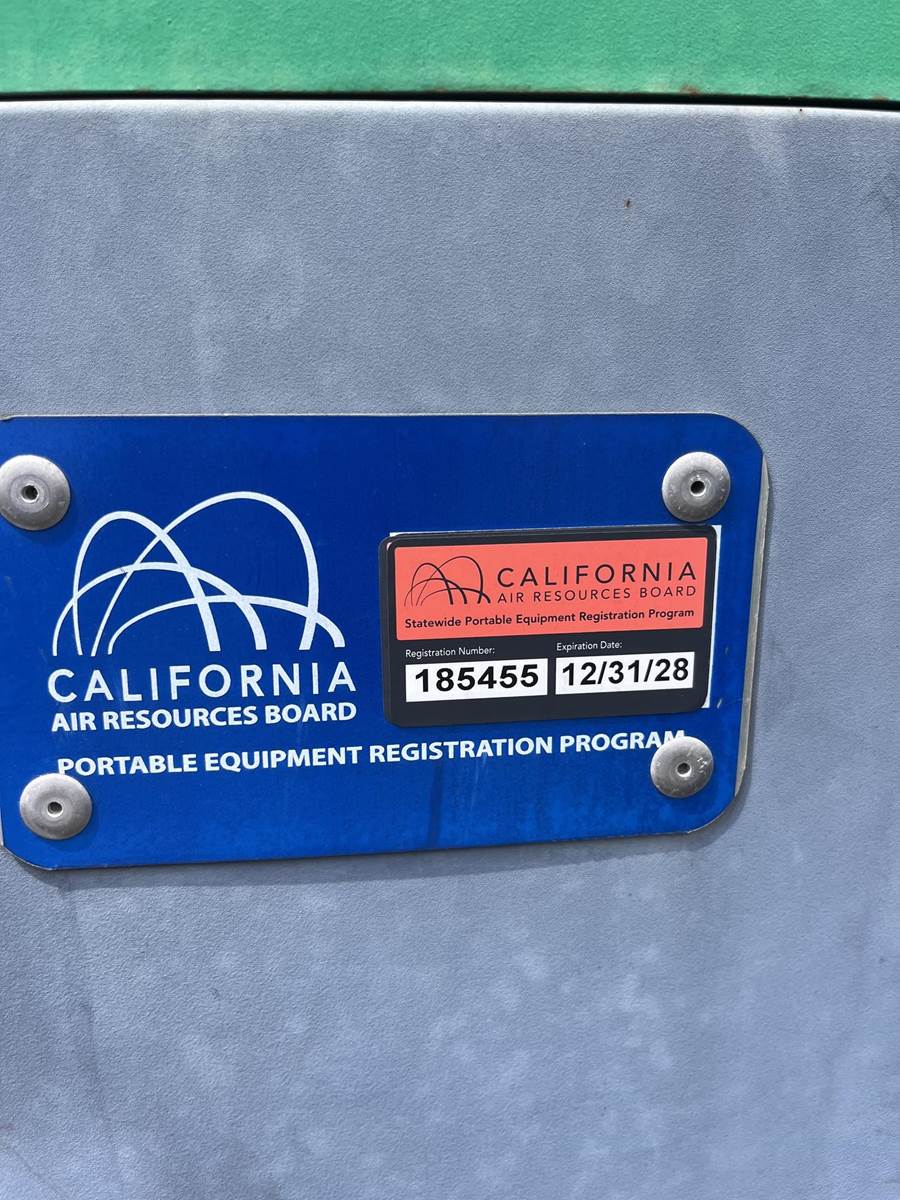 CALIFORNIA
AIR RESOURCES BOARD
PORTABLE EQUIPMENT REGISTRATION PROGRAM
CALIFORNIA
AIR RESOURCES BOARD
Statewide Portable Equipment Registration Program
Registration Number: Expiration Date:
185455 12/31/28